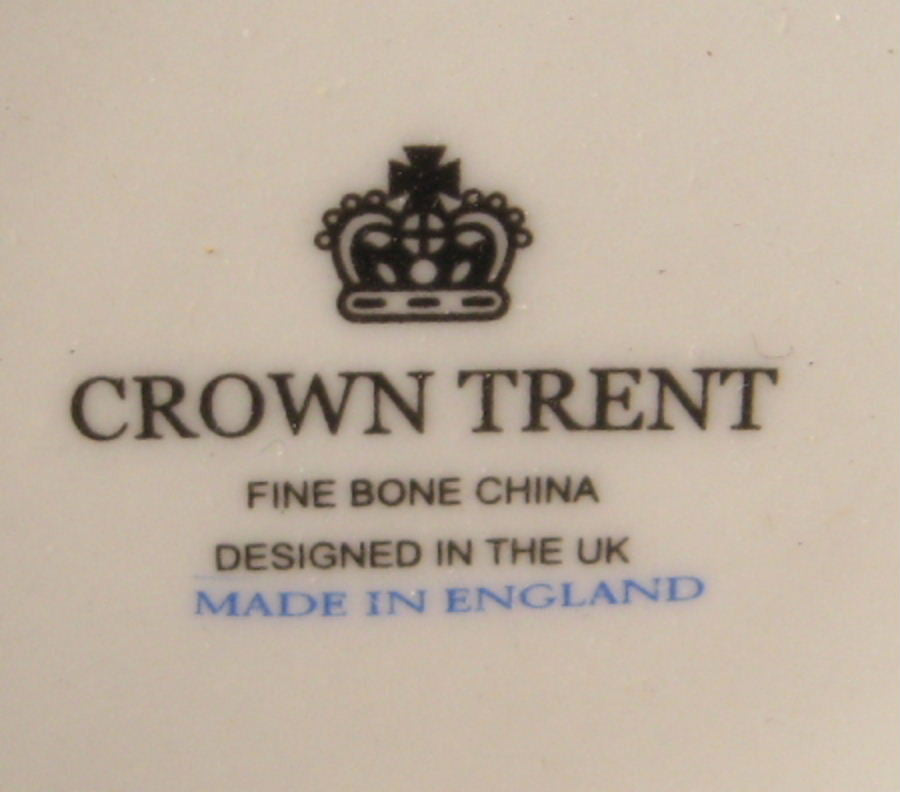 CROWN TRENT
FINE BONE CHINA
DESIGNED IN THE UK
MADE IN ENGLAND